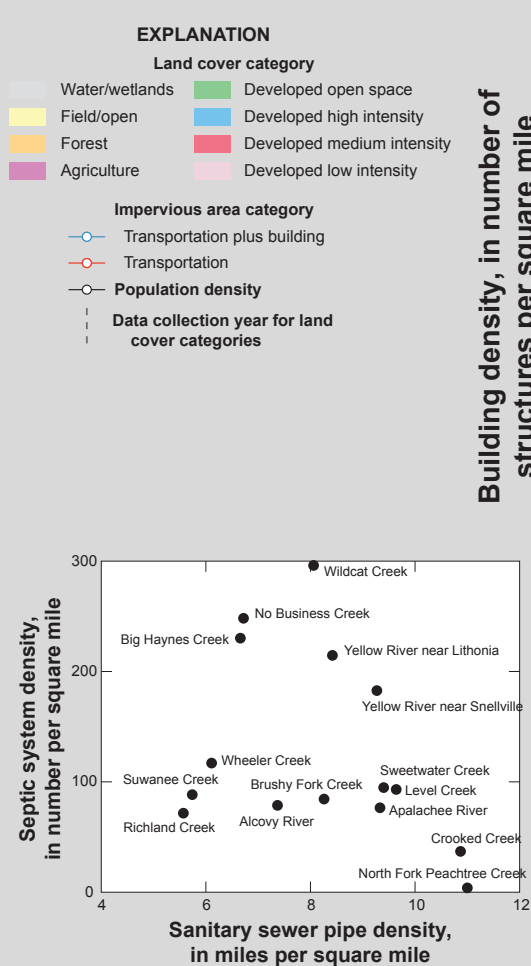 EXPLANATION
Land cover category
Water/wetlands
Field/open
Forest
Agriculture
Developed open space
Developed high intensity
Developed medium intensity
Developed low intensity
Impervious area category
Transportation plus building
Transportation
Population density
Data collection year for land
cover categories
Building density, in number of
structures per square mile
Septic system density,
in number per square mile
300
200
100
0
Wildcat Creek
No Business Creek
Big Haynes Creek
Yellow River near Lithonia
Yellow River near Snellville
Wheeler Creek
Suwanee Creek
Brushy Fork Creek
Sweetwater Creek
Level Creek
Richland Creek
Alcovy River
Apalachee River
Crooked Creek
North Fork Peachtree Creek
4
6
8
10
12
Sanitary sewer pipe density,
in miles per square mile